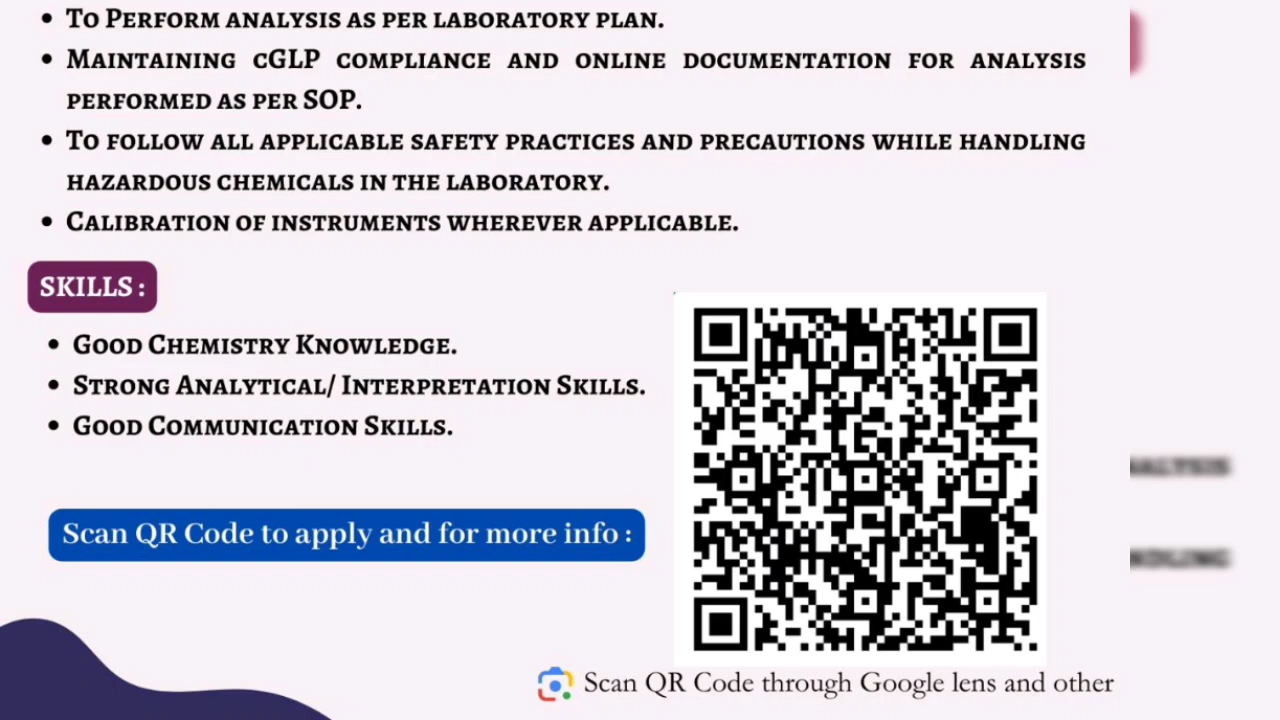 • To Perform analysis as per laboratory plan.
• Maintaining cGLP compliance and online documentation for analysis
performed as per SOP.
• To follow all applicable safety practices and precautions while handling
hazardous chemicals in the laboratory.
• Calibration of instruments wherever applicable.
SKILLS :
• Good Chemistry Knowledge.
• Strong Analytical/ Interpretation Skills.
• Good Communication Skills.
Scan QR Code to apply and for more info :
Scan QR Code through Google lens and other